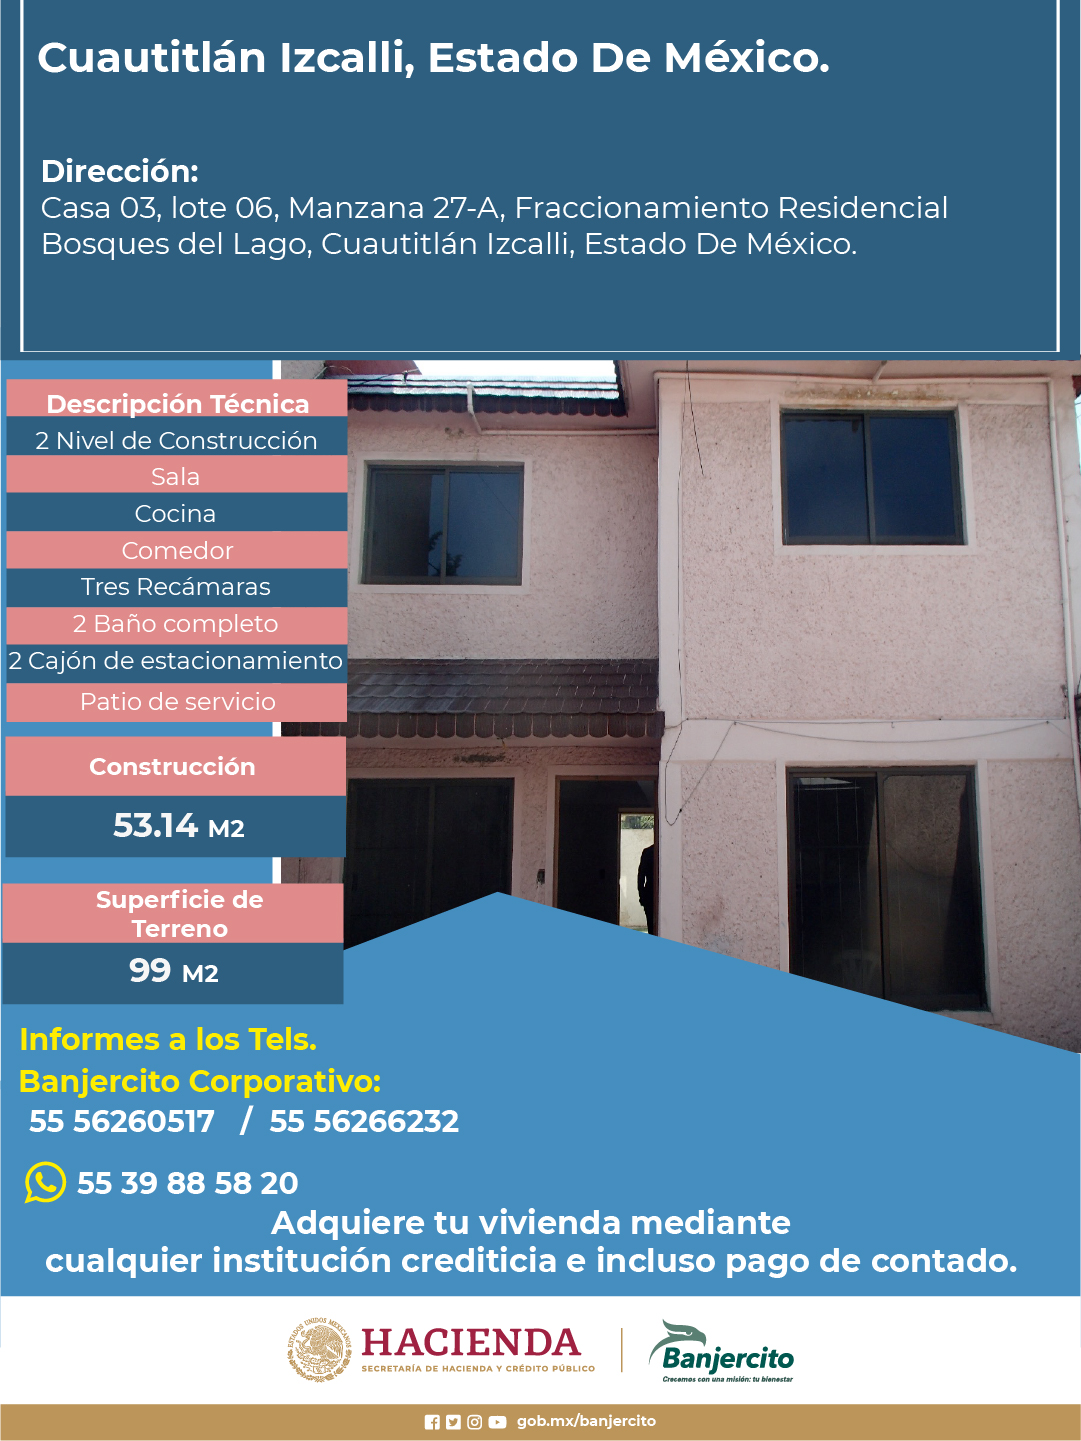 Cuautitlán Izcalli, Estado De México.
Dirección:
Casa 03, lote 06, Manzana 27-A, Fraccionamiento Residencial
Bosques del Lago, Cuautitlán Izcalli, Estado De México.
Descripción Técnica
2 Nivel de Construcción
Sala
Cocina
Comedor
Tres Recámaras
2 Baño completo
2 Cajón de estacionamiento
Patio de servicio
Construcción
53.14 M2
Superficie de
Terreno
99 M2
Informes a los Tels.
Banjercito Corporativo:
55 56260517 / 55 56266232
55 39 88 58 20
Adquiere tu vivienda mediante
cualquier institución crediticia e incluso pago de contado.
ESTADOS UNIDOS MEXICANOS
HACIENDA
SECRETARÍA DE HACIENDA Y CRÉDITO PÚBLICO
Banjercito
Crecemos con una misión: tu bienestar
gob.mx/banjercito